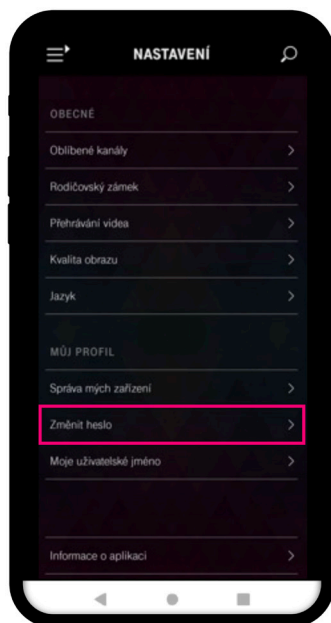 NASTAVENÍ
OBECNÉ
Oblíbené kanály
Rodičovský zámek
Přehrávání videa
Kvalita obrazu
Jazyk
MŮJ PROFIL
Správa mých zařízení
Změnit heslo
Moje uživatelské jméno
Informace o aplikaci